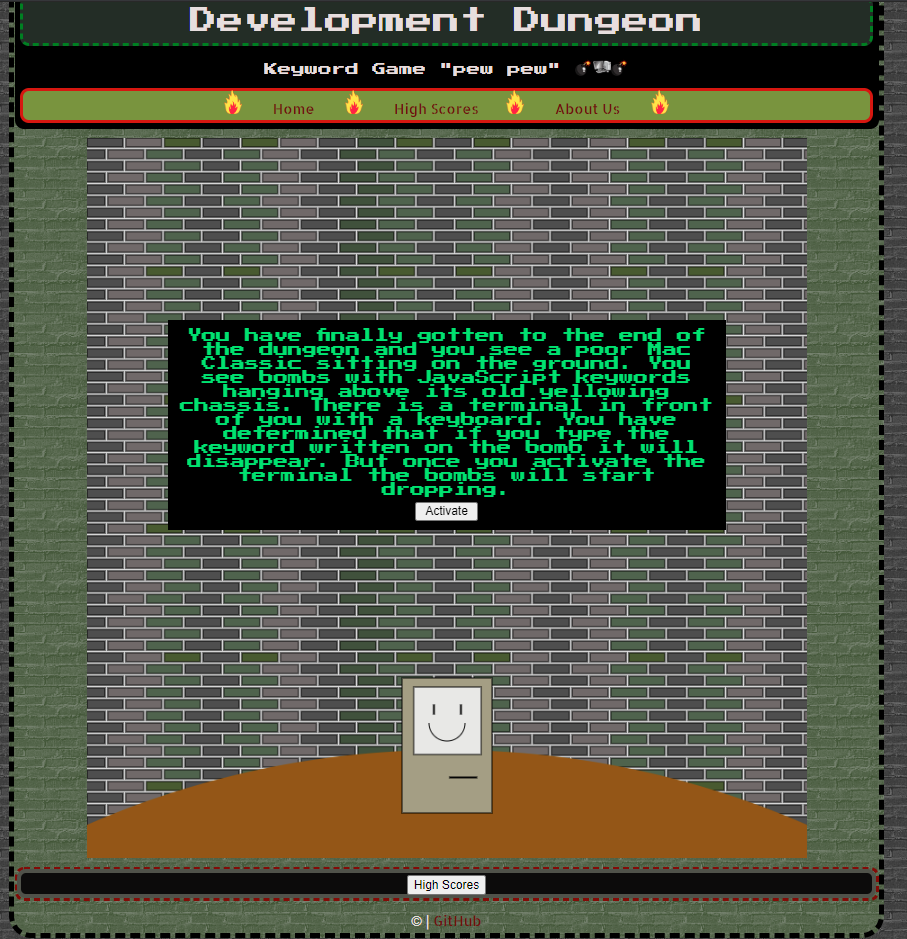 Development Dungeon
Keyword Game "pew pew"
Home High Scores About Us
You have finally gotten to the end of
the dungeon and you see a poor Mac
Classic sitting on the ground. You
see bombs with JavaScript keywords
hanging above its old yellowing
chassis. There is a terminal in front
of you with a keyboard. You have
determined that if you type the
keyword written on the bomb it will
disappear. But once you activate the
terminal the bombs will start
dropping.
Activate
High Scores
© | GitHub